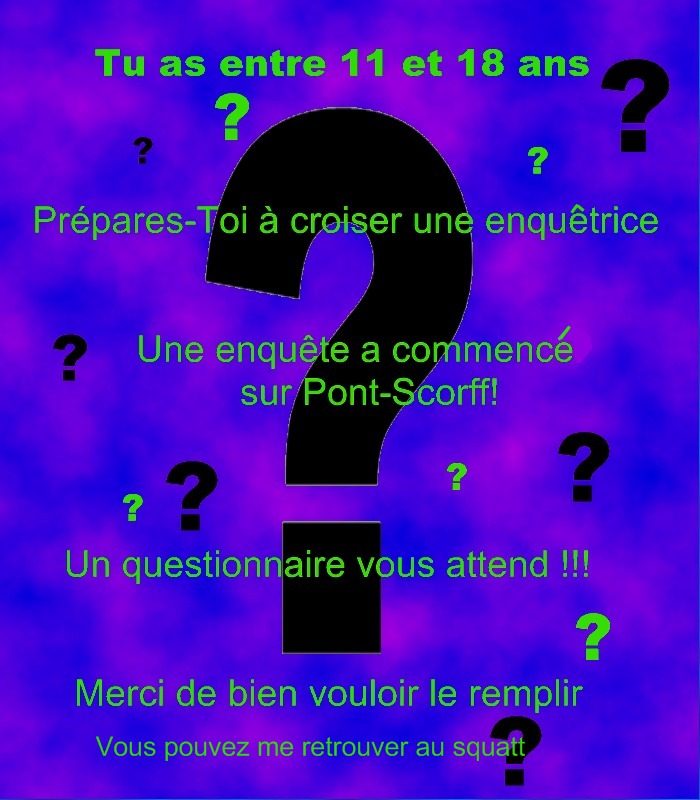 Tu as entre 11 et 18 ans
Prépares-Toi à croiser une enquêtrice
Une enquête a commencé
sur Pont-Scorff!
Un questionnaire vous attend !!!
Merci de bien vouloir le remplir
Vous pouvez me retrouver au squatt